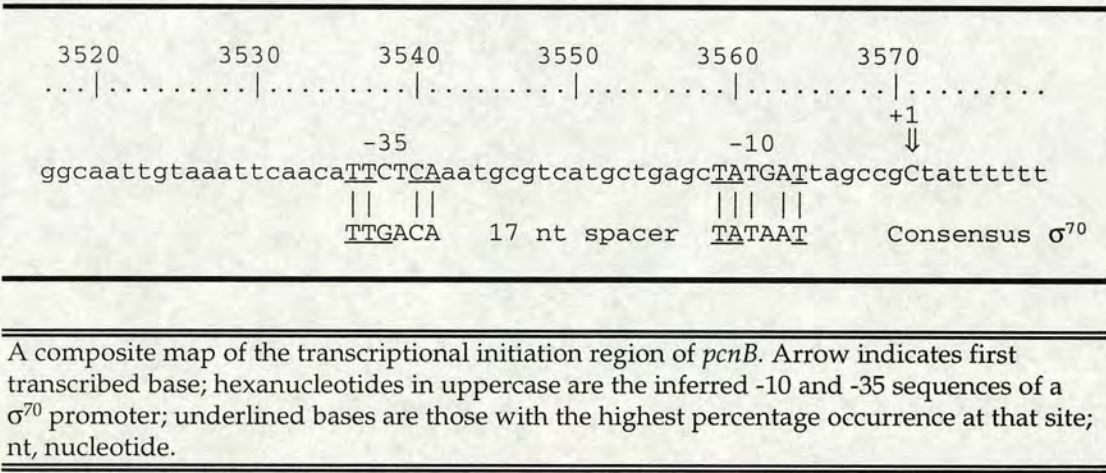 3520 3530 3540 3550 3560 3570
...|.........|.........|.........|.........|.........|.........
+1
-35 -10 ⇓
ggcaattgtaaattcaacaTTCTCAaatgcgtcatgctgagcTATGATtagccgCtatttttt
|| || ||| ||
TTGACA 17 nt spacer TATAAT Consensus σ70
A composite map of the transcriptional initiation region of pcnB. Arrow indicates first
transcribed base; hexanucleotides in uppercase are the inferred -10 and -35 sequences of a
σ70 promoter; underlined bases are those with the highest percentage occurrence at that site;
nt, nucleotide.